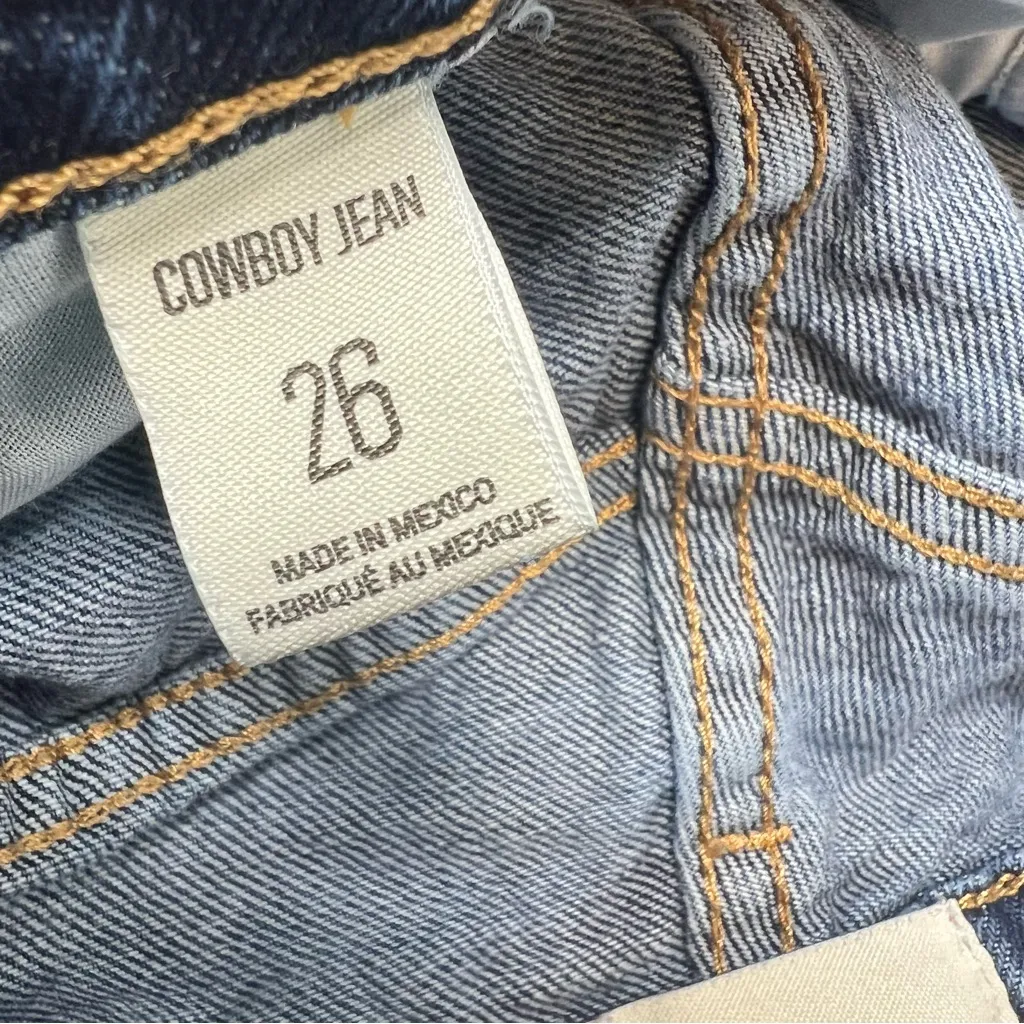 COWBOY JEAN
26
MADE IN MEXICO
FABRIQUÉ AU MEXIQUE